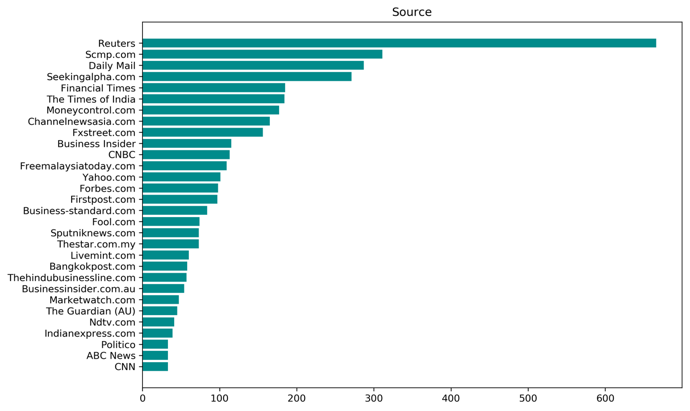 Source
Reuters
Scmp.com
Daily Mail
Seekingalpha.com
Financial Times
The Times of India
Moneycontrol.com
Channelnewsasia.com
Fxstreet.com
Business Insider
CNBC
Freemalaysiatoday.com
Yahoo.com
Forbes.com
Firstpost.com
Business-standard.com
Fool.com
Sputniknews.com
Thestar.com.my
Livemint.com
Bangkokpost.com
Thehindubusinessline.com
Businessinsider.com.au
Marketwatch.com
The Guardian (AU)
Ndtv.com
Indianexpress.com
Politico
ABC News
CNN
0 100 200 300 400 500 600